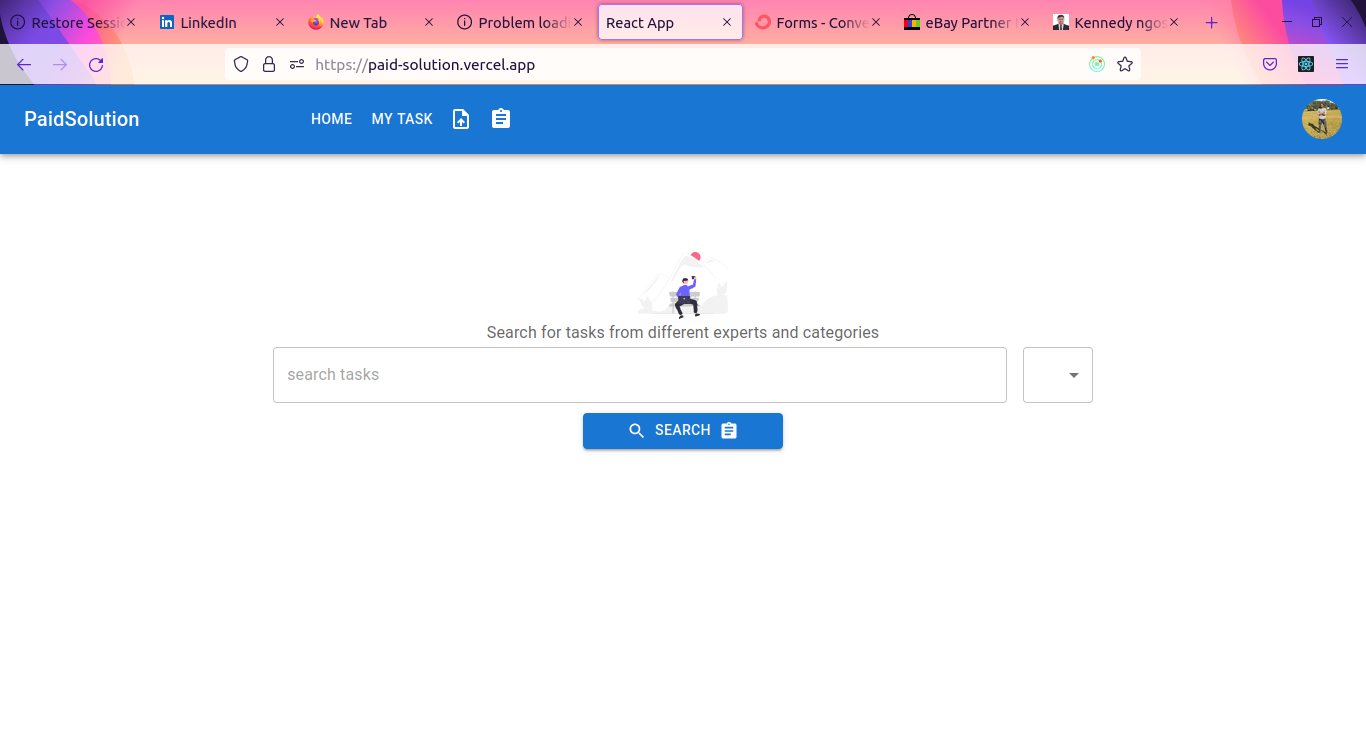 Restore Sessi
LinkedIn
New Tab
Problem loadi
React App
Forms - Conve
eBay Partner
Kennedy ngos
https://paid-solution.vercel.app
PaidSolution
HOME
MY TASK
Search for tasks from different experts and categories
search tasks
SEARCH